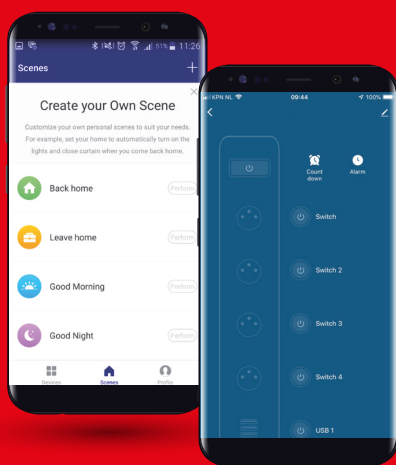 51% 11:26
Scenes
+
Create your Own Scene
Customize your own personal scenes to suit your needs.
For example, set your home to automatically turn on the
lights and close curtain when you come back home.
Back home Perform
Leave home Perform
Good Morning Perform
Good Night Perform
Devices Scenes Profile
KPN NL 09:44 100%
Count Alarm
down
Switch
Switch 2
Switch 3
Switch 4
USB 1